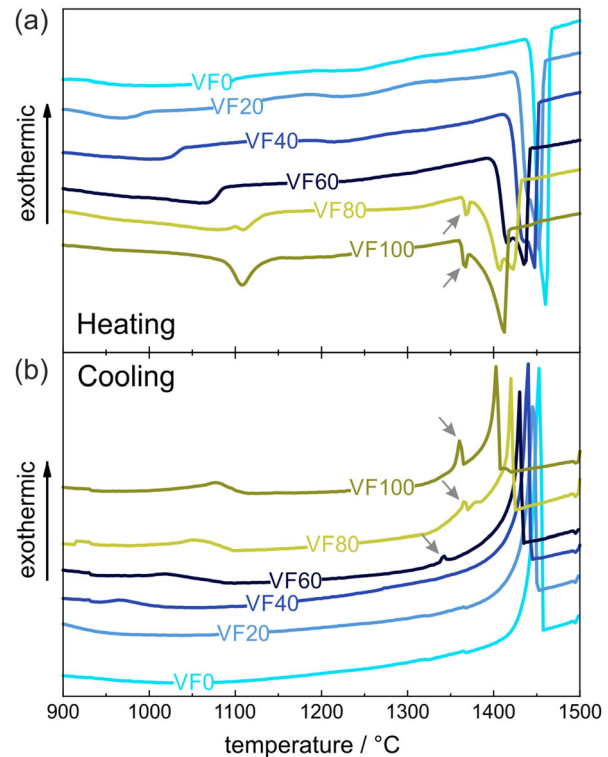 (a)
VF0
VF20
VF40
VF60
VF80
VF100
exothermic
Heating
(b)
Cooling
VF100
VF80
VF60
VF40
VF20
VF0
exothermic
900 1000 1100 1200 1300 1400 1500
temperature / °C